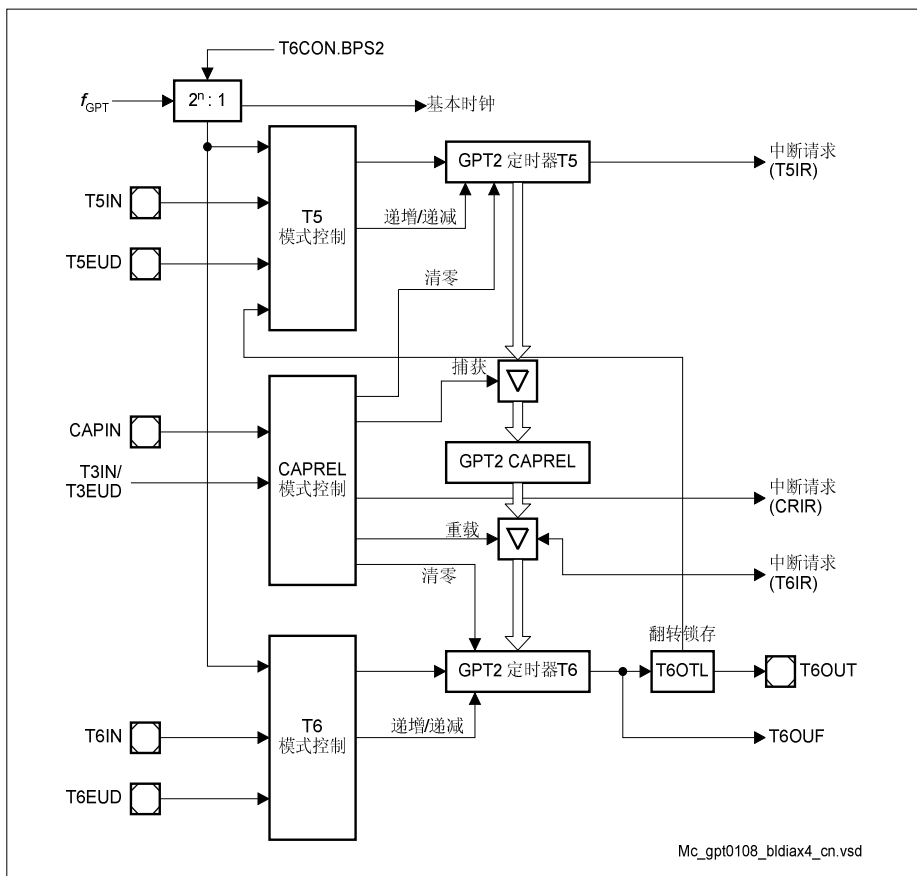 T6CON.BPS2
fGPT
2ⁿ : 1
基本时钟
GPT2 定时器T5
中断请求
(T5IR)
T5IN
T5
模式控制
递增/递减
T5EUD
清零
捕获
CAPIN
GPT2 CAPREL
T3IN/
T3EUD
CAPREL
模式控制
中断请求
(CRIR)
重载
中断请求
(T6IR)
清零
翻转锁存
GPT2 定时器T6
T6OTL
T6OUT
T6
模式控制
递增/递减
T6IN
T6OUF
T6EUD
Mc_gpt0108_bldiax4_cn.vsd